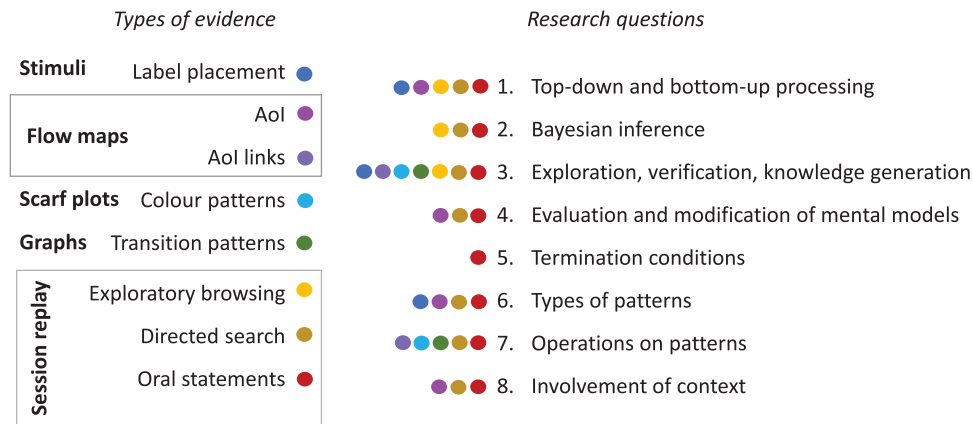 Types of evidence
Stimuli Label placement
Flow maps
AoI
AoI links
Scarf plots Colour patterns
Graphs Transition patterns
Session replay
Exploratory browsing
Directed search
Oral statements
Research questions
1. Top-down and bottom-up processing
2. Bayesian inference
3. Exploration, verification, knowledge generation
4. Evaluation and modification of mental models
5. Termination conditions
6. Types of patterns
7. Operations on patterns
8. Involvement of context